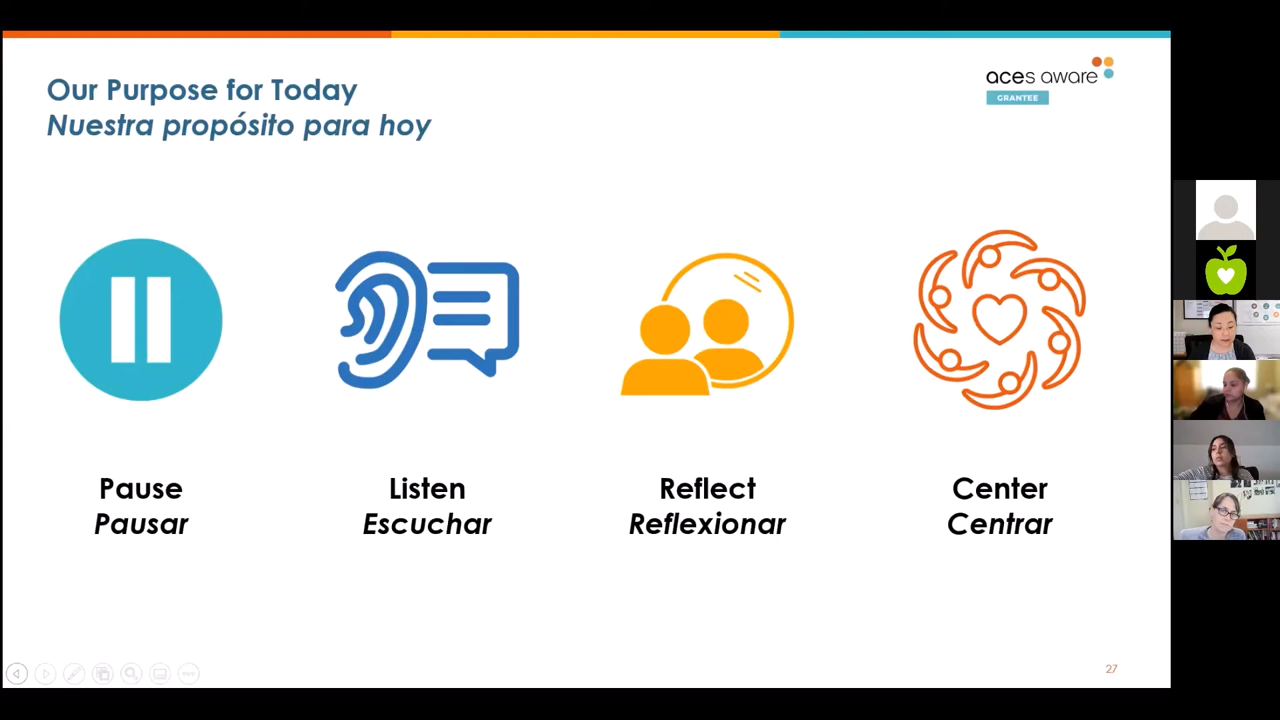 Our Purpose for Today
Nuestra propósito para hoy
aces aware
GRANTEE
Pause
Pausar
Listen
Escuchar
Reflect
Reflexionar
Center
Centrar
27